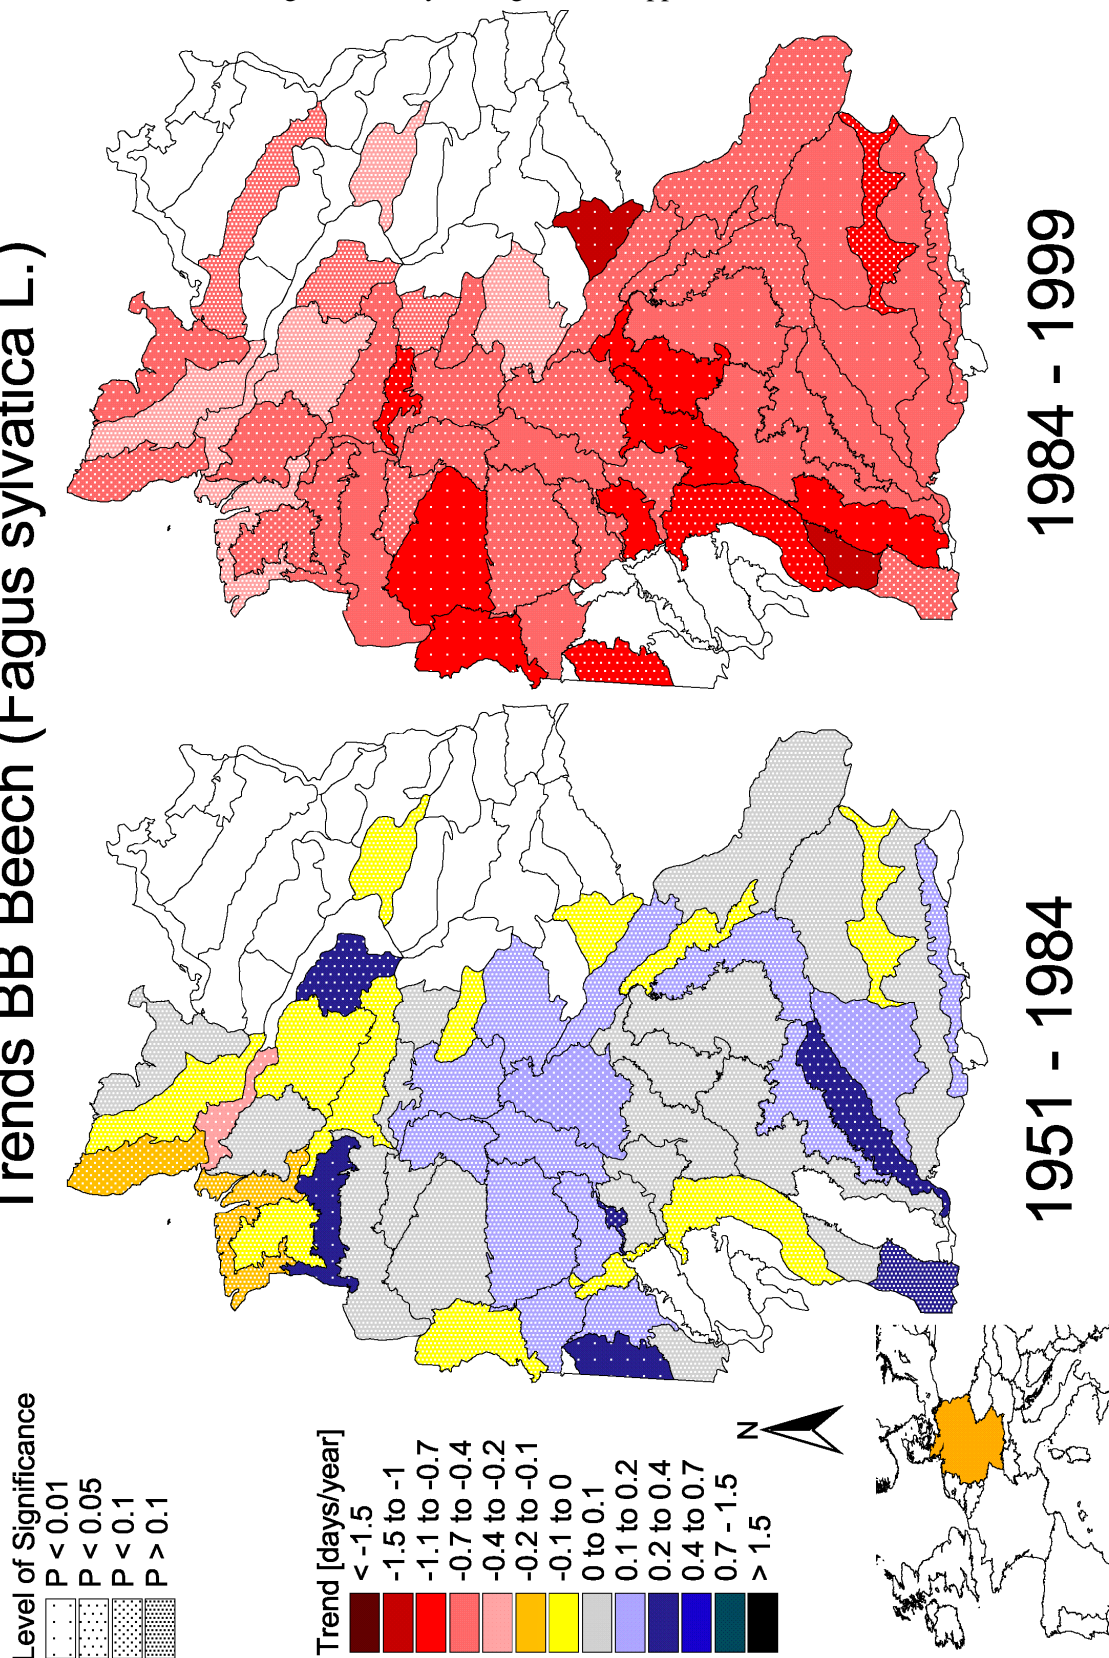 Trends BB Beech (Fagus sylvatica L.)
Level of Significance
P < 0.01
P < 0.05
P < 0.1
P > 0.1
Trend [days/year]
< -1.5
-1.5 to -1
-1.1 to -0.7
-0.7 to -0.4
-0.4 to -0.2
-0.2 to -0.1
-0.1 to 0
0 to 0.1
0.1 to 0.2
0.2 to 0.4
0.4 to 0.7
0.7 - 1.5
> 1.5
N
1951 - 1984
1984 - 1999